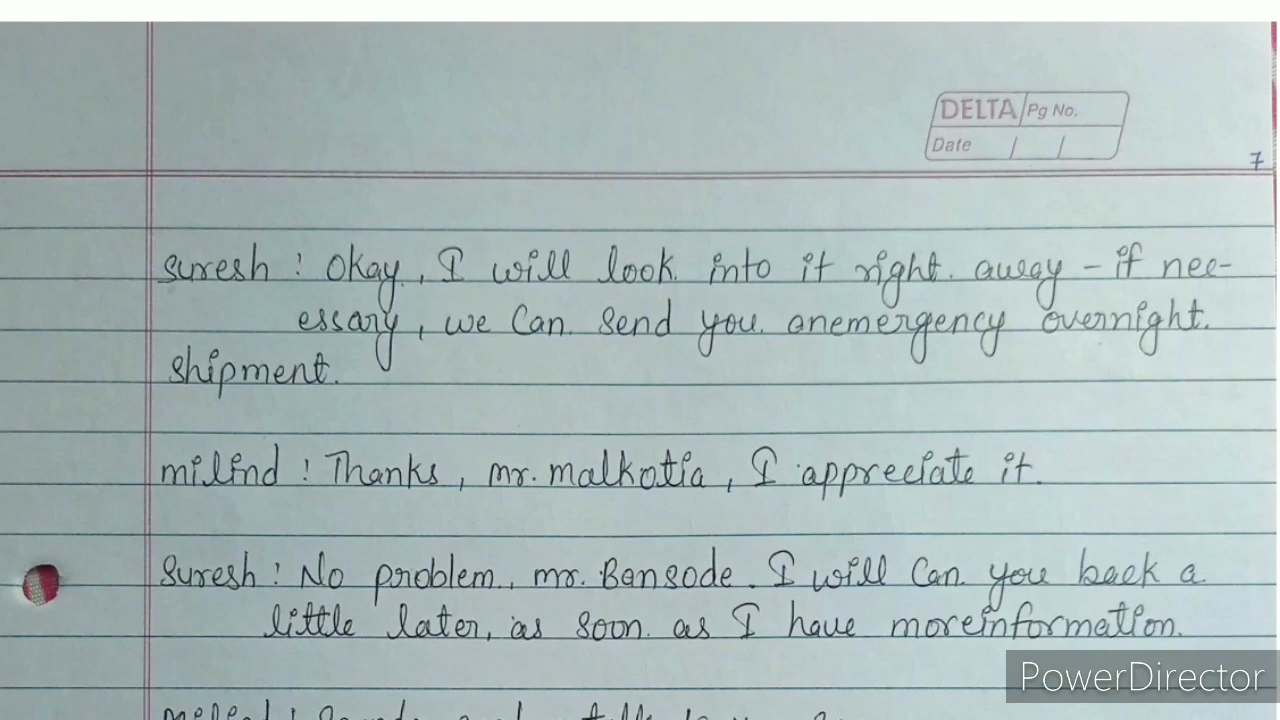 DELTA Pg No.
Date / /
7
Suresh : Okay, I will look into it right away - if nec-
essary, we can send you anemergency overnight.
Shipment.
milind : Thanks, mr. malkotia, I appreciate it.
Suresh : No problem, mr. Bansode. I will Can you back a
little later, as soon as I have moreinformation.
PowerDirector